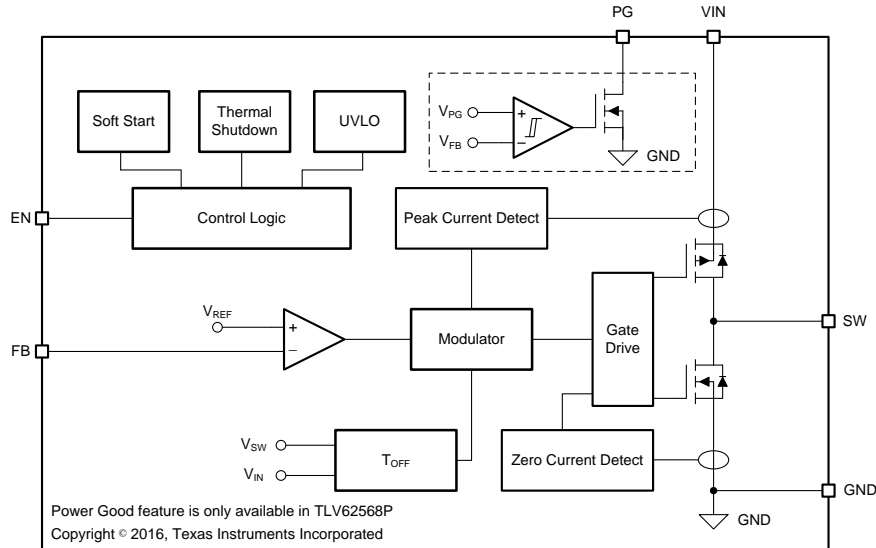 PG VIN
Soft Start
Thermal
Shutdown
UVLO
V_PG
+
V_FB
−
GND
EN
Control Logic
Peak Current Detect
V_REF
+
FB
−
Modulator
Gate
Drive
SW
V_SW
V_IN
T_OFF
Zero Current Detect
GND
GND
Power Good feature is only available in TLV62568P
Copyright © 2016, Texas Instruments Incorporated